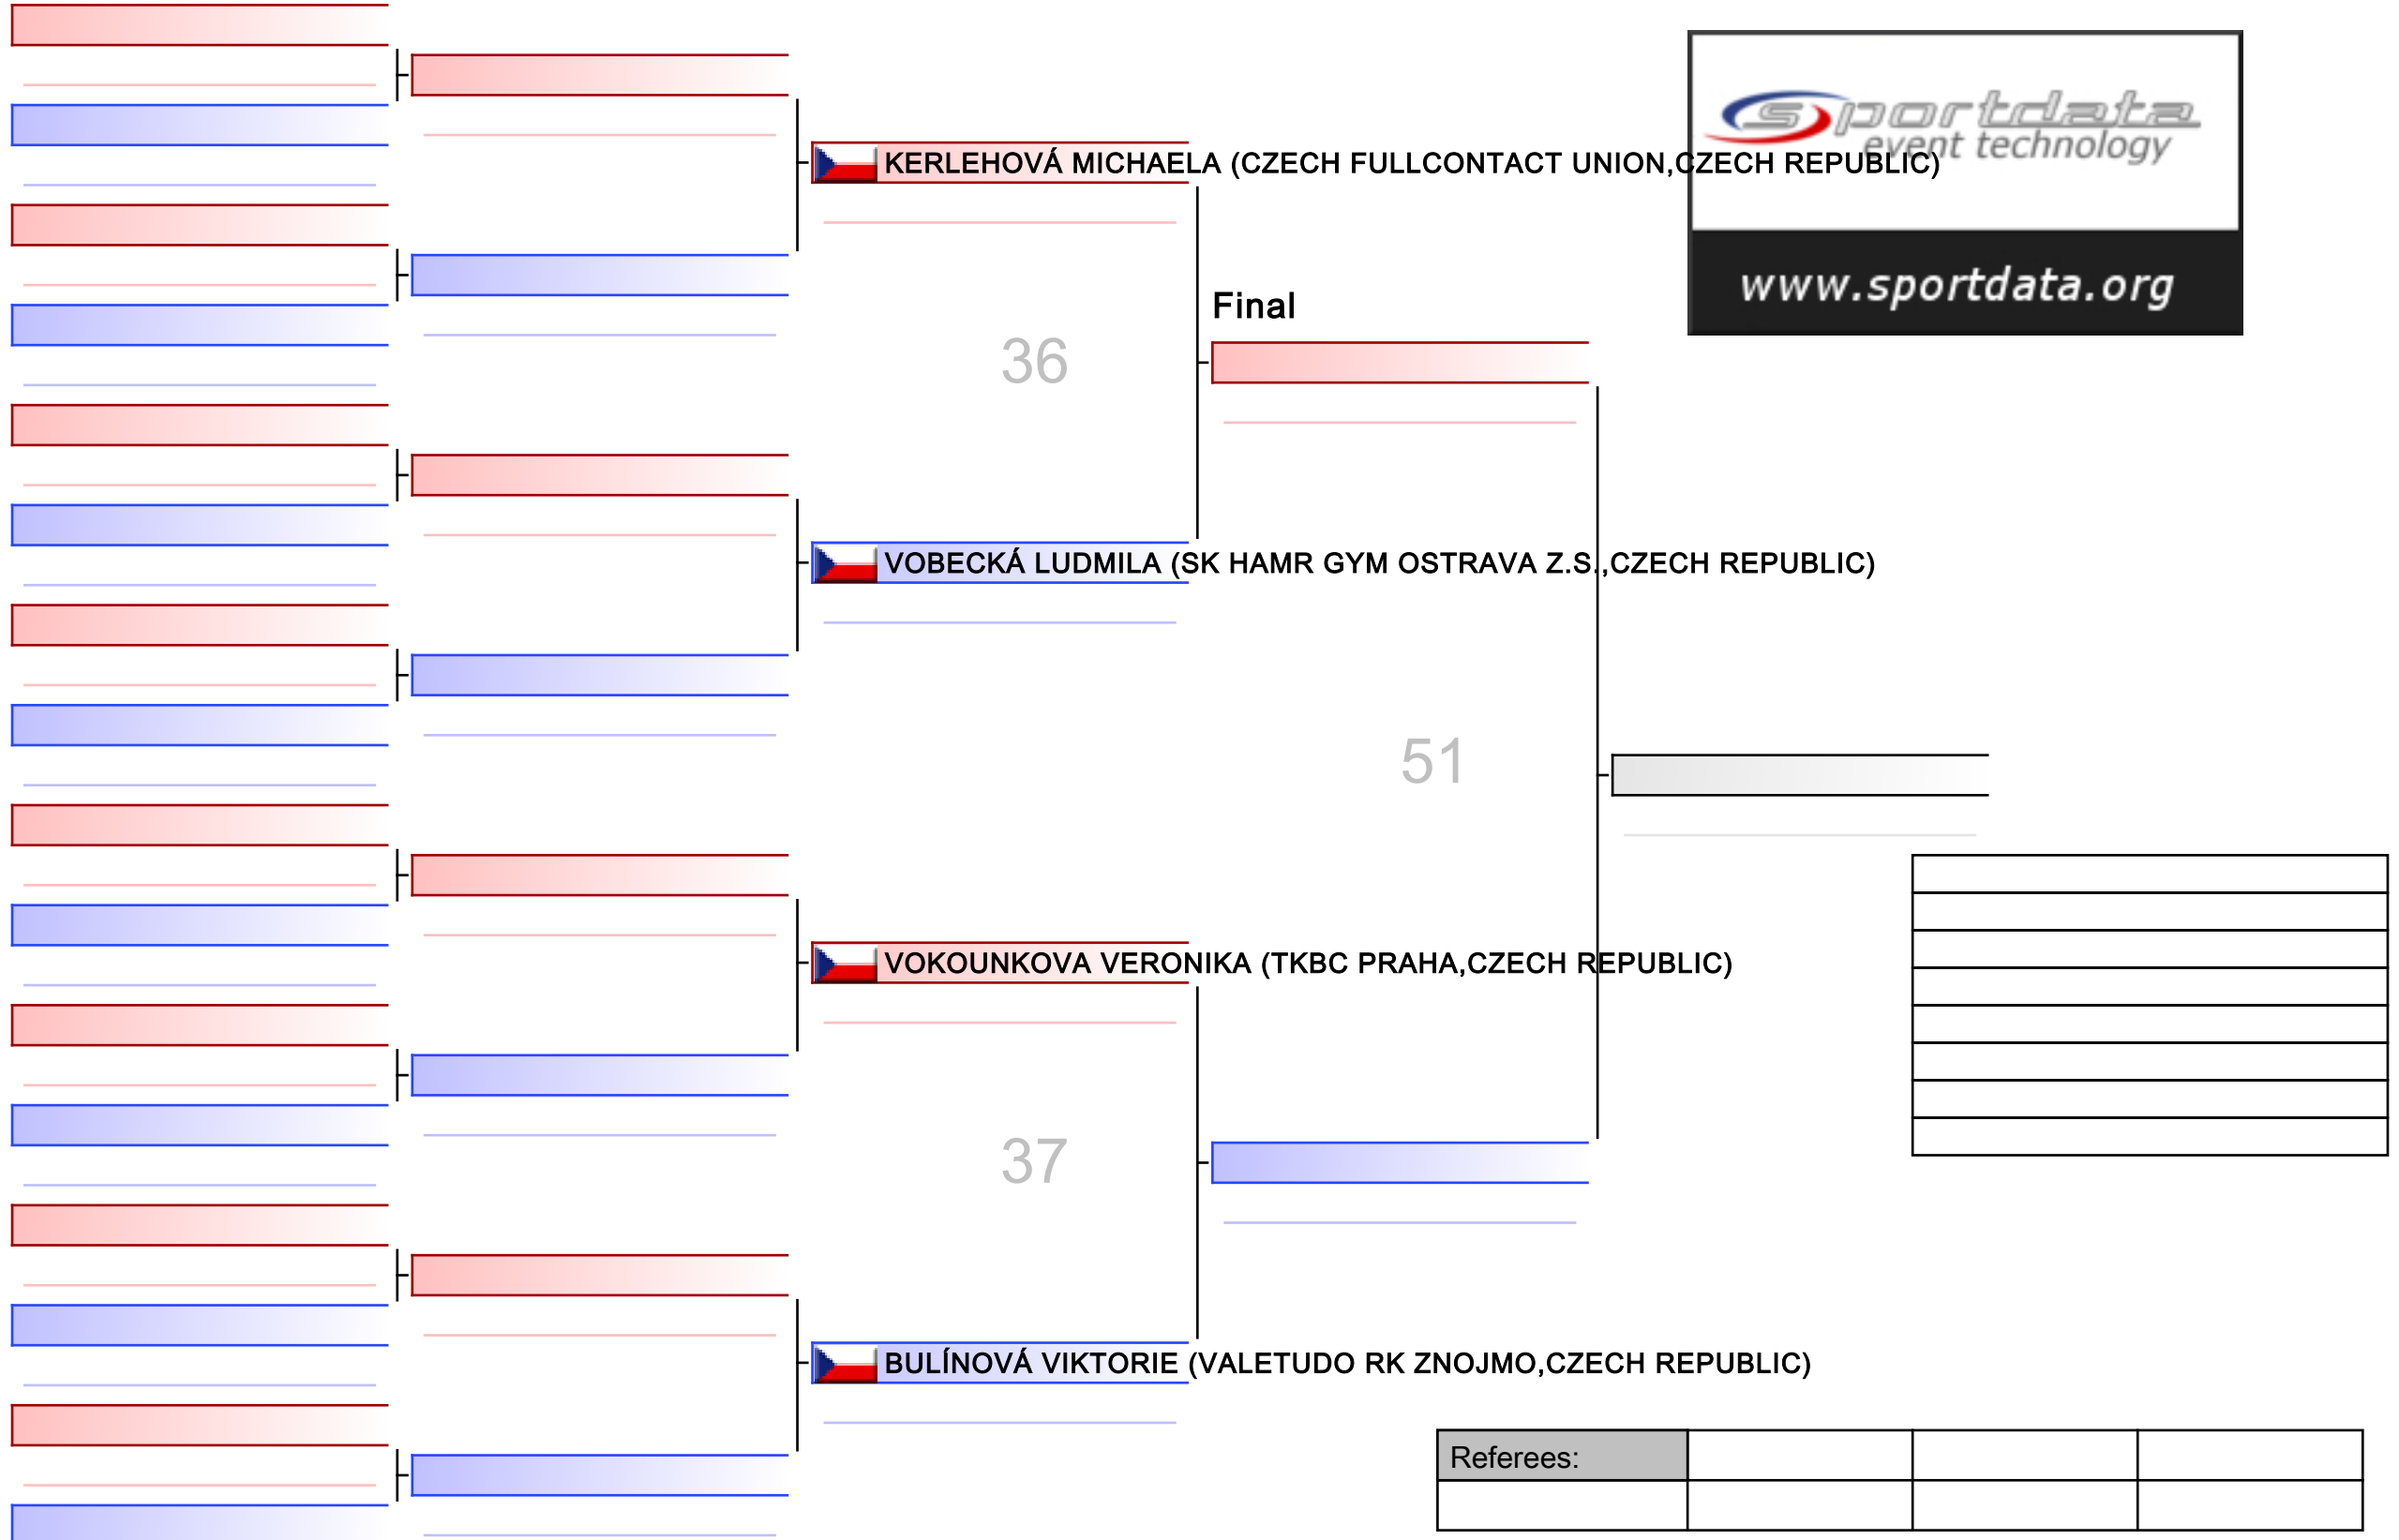 sportdata
event technology
KERLEHOVÁ MICHAELA (CZECH FULLCONTACT UNION,CZECH REPUBLIC)
www.sportdata.org
Final
36
VOBECKÁ LUDMILA (SK HAMR GYM OSTRAVA Z.S.,CZECH REPUBLIC)
51
VOKOUNKOVA VERONIKA (TKBC PRAHA,CZECH REPUBLIC)
37
BULÍNOVÁ VIKTORIE (VALETUDO RK ZNOJMO,CZECH REPUBLIC)
Referees: